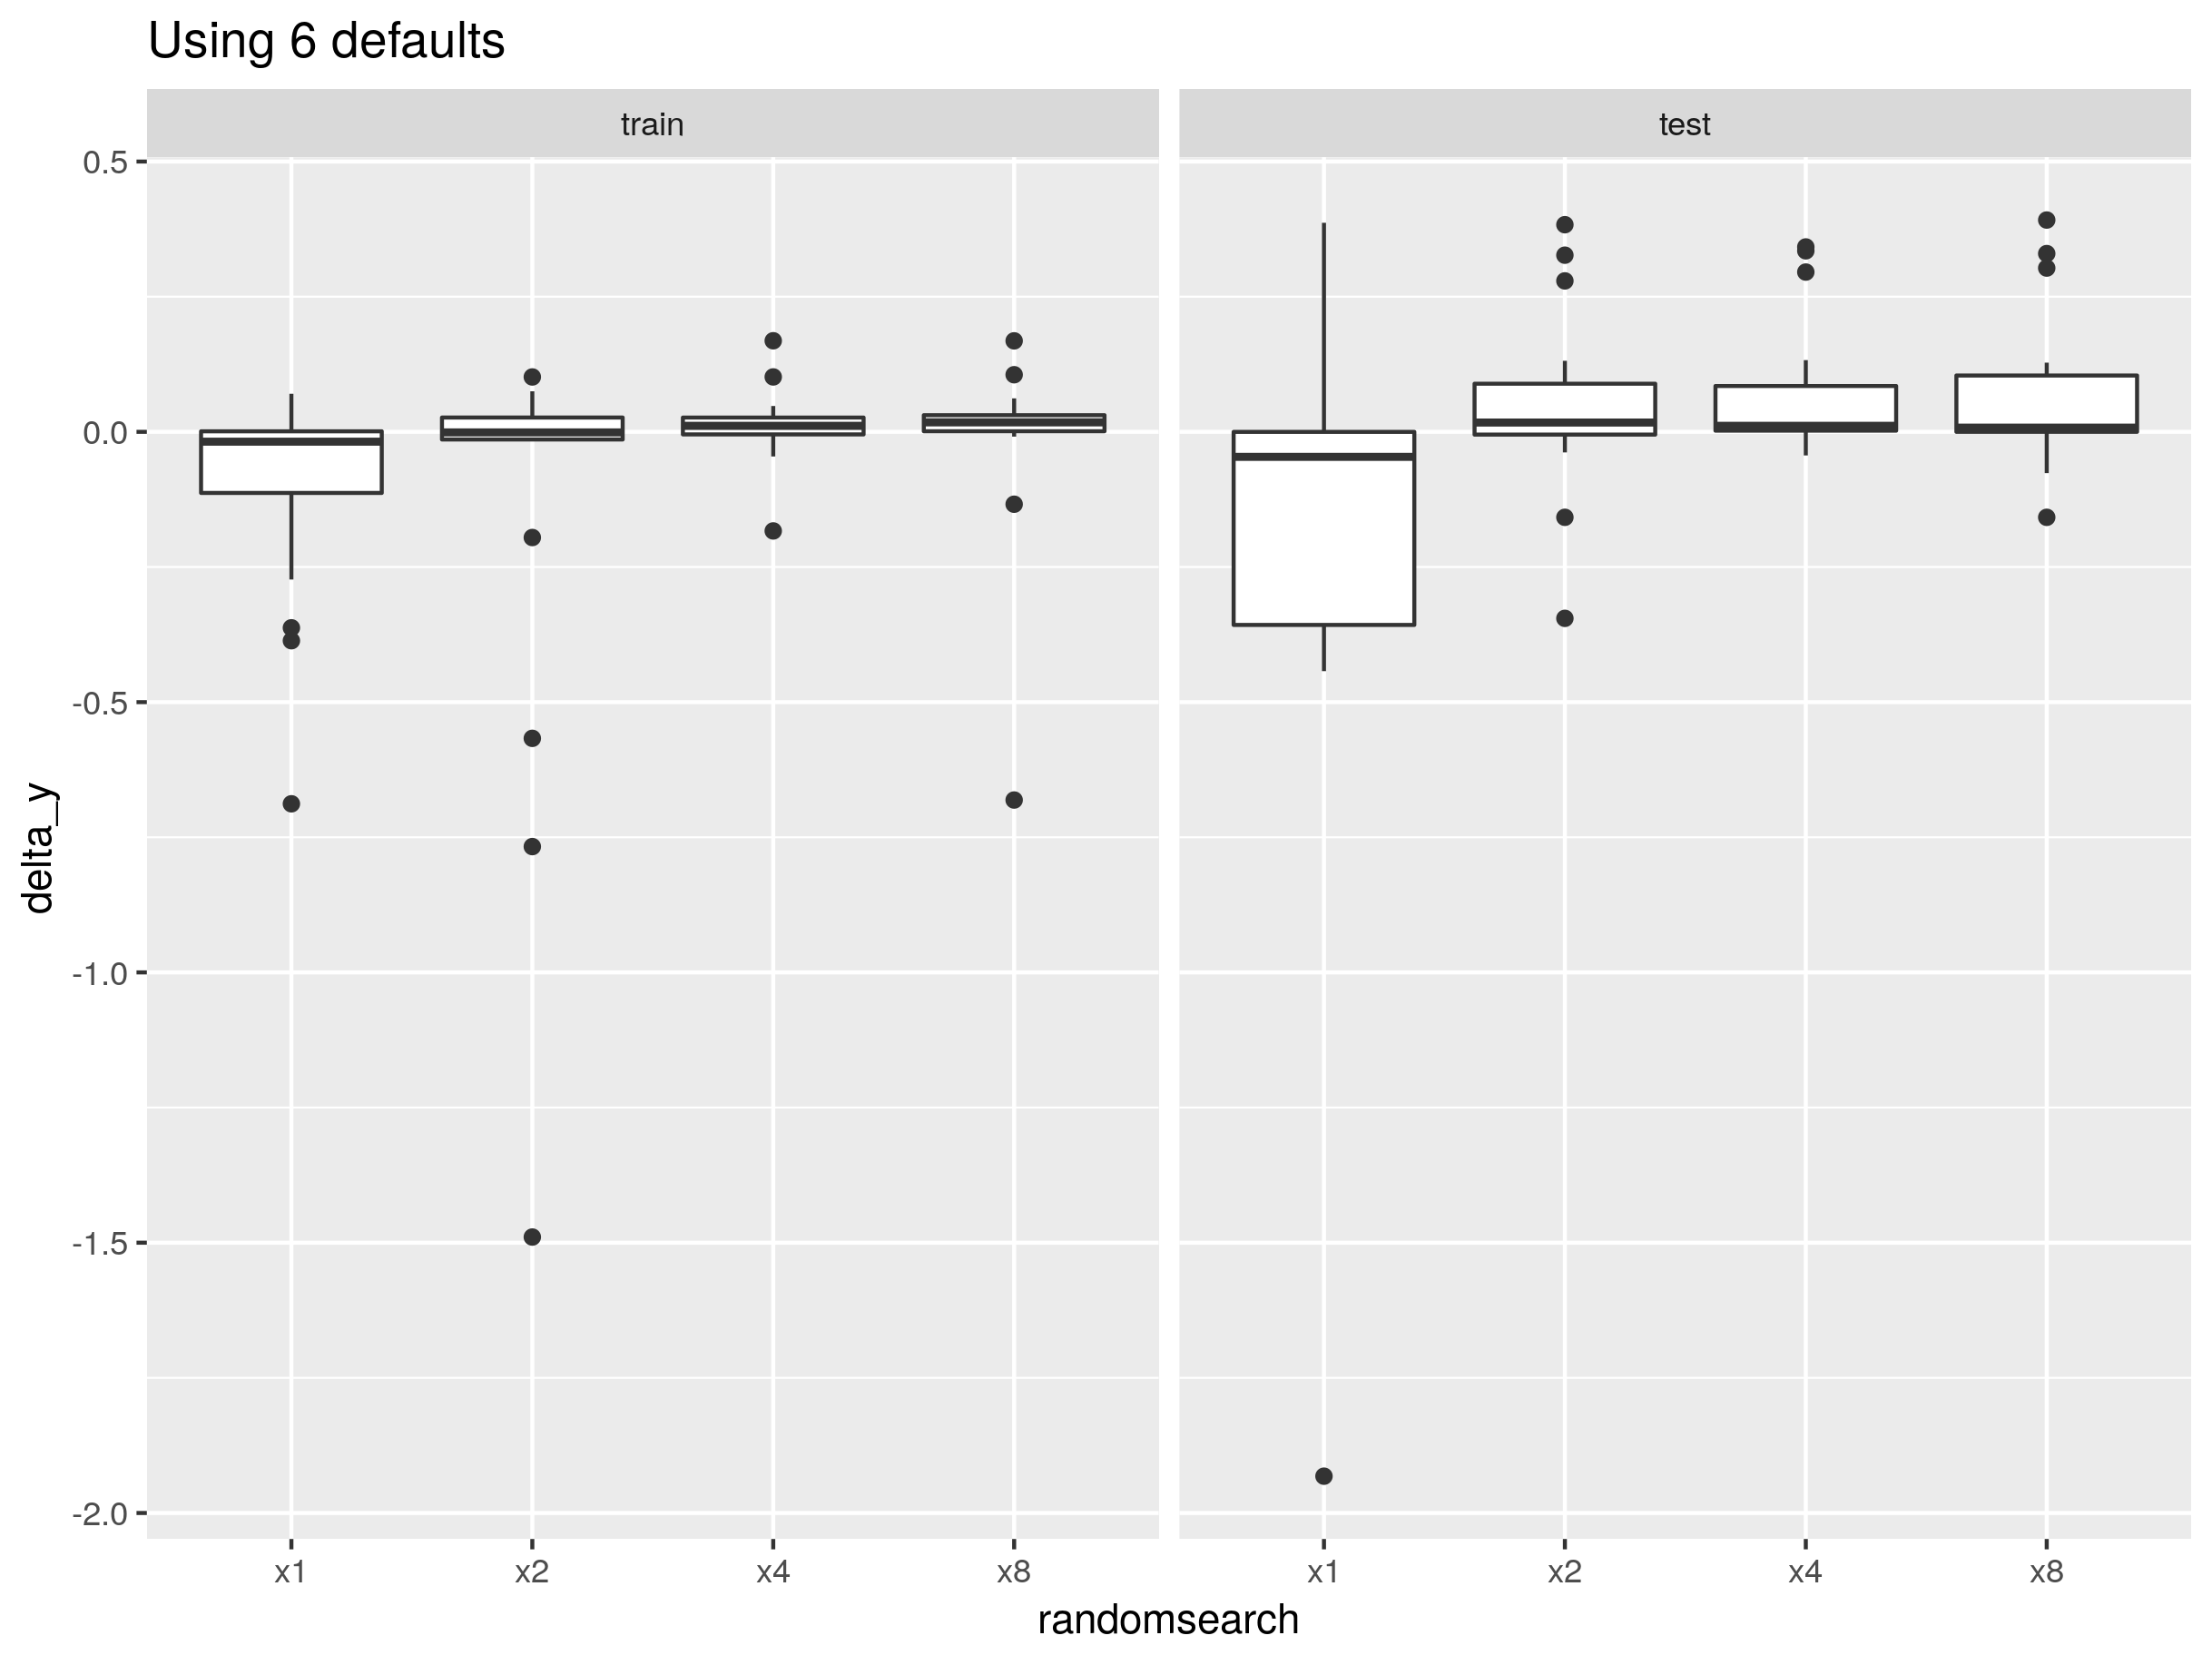 Using 6 defaults
train
test
0.5
0.0
-0.5
-1.0
-1.5
-2.0
delta_y
x1 x2 x4 x8 x1 x2 x4 x8
randomsearch